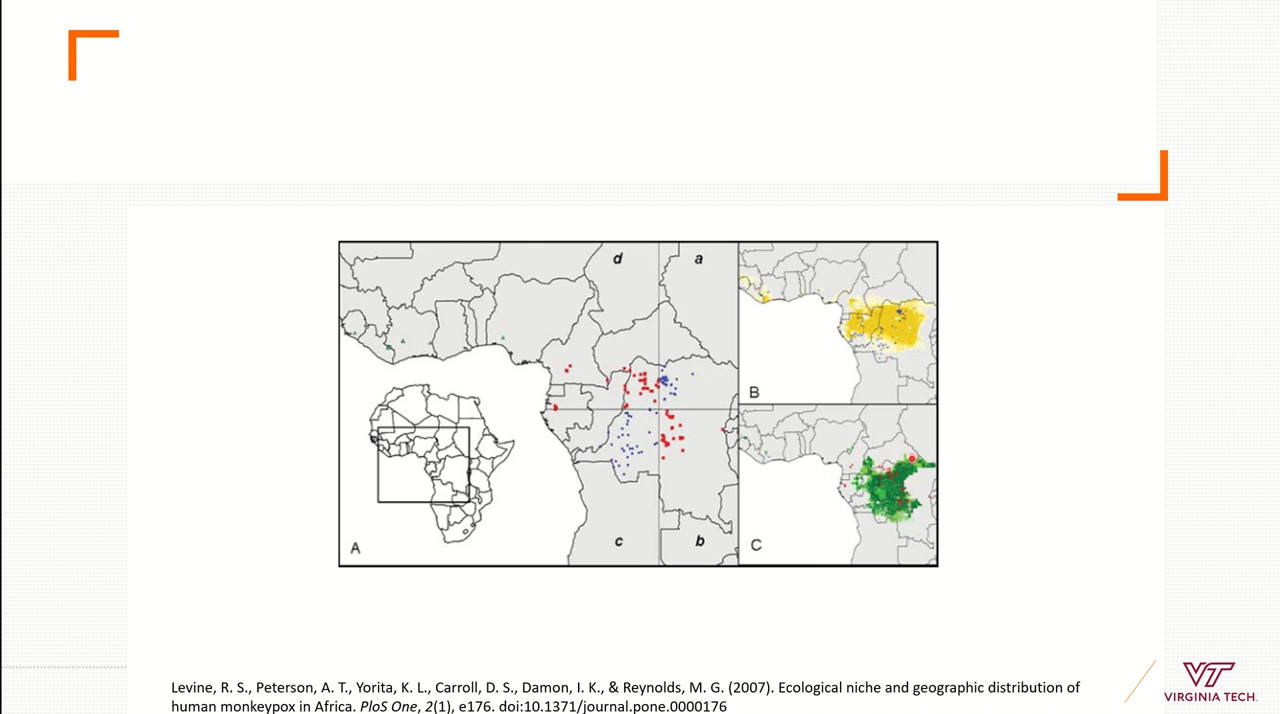 d
a
B
A
c
b
C
Levine, R. S., Peterson, A. T., Yorita, K. L., Carroll, D. S., Damon, I. K., & Reynolds, M. G. (2007). Ecological niche and geographic distribution of
human monkeypox in Africa. PloS One, 2(1), e176. doi:10.1371/journal.pone.0000176
VT
VIRGINIA TECH.